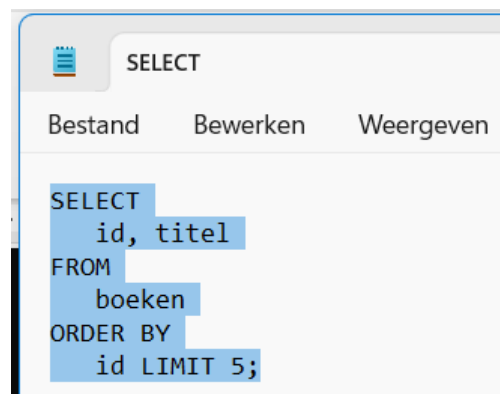 SELECT
Bestand Bewerken Weergeven
SELECT
id, titel
FROM
boeken
ORDER BY
id LIMIT 5;